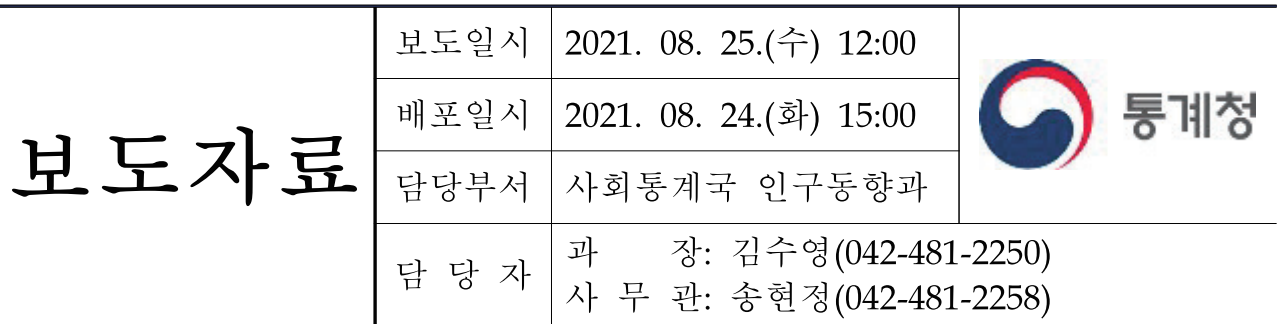 보도자료
보도일시 2021. 08. 25.(수) 12:00
배포일시 2021. 08. 24.(화) 15:00
담당부서 사회통계국 인구동향과
담 당 자 과 장: 김수영(042-481-2250)
사 무 관: 송현정(042-481-2258)
통계청